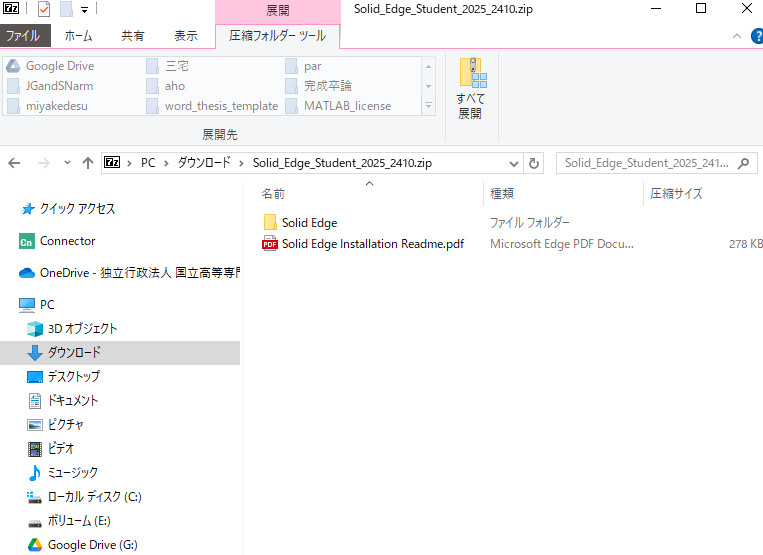 展開
Solid_Edge_Student_2025_2410.zip
ファイル
ホーム
共有
表示
圧縮フォルダー ツール
Google Drive
三宅
par
JGandSNarm
aho
完成卒論
miyakedesu
word_thesis_template
MATLAB_license
すべて
展開
展開先
PC
ダウンロード
Solid_Edge_Student_2025_2410.zip
Solid_Edge_Student_2025_241...
名前
種類
圧縮サイズ
クイック アクセス
Connector
OneDrive - 独立行政法人 国立高等専門
PC
3D オブジェクト
ダウンロード
デスクトップ
ドキュメント
ピクチャ
ビデオ
ミュージック
ローカル ディスク (C:)
ボリューム (E:)
Google Drive (G:)
Solid Edge
ファイル フォルダー
PDF
Solid Edge Installation Readme.pdf
Microsoft Edge PDF Docu...
278 KB